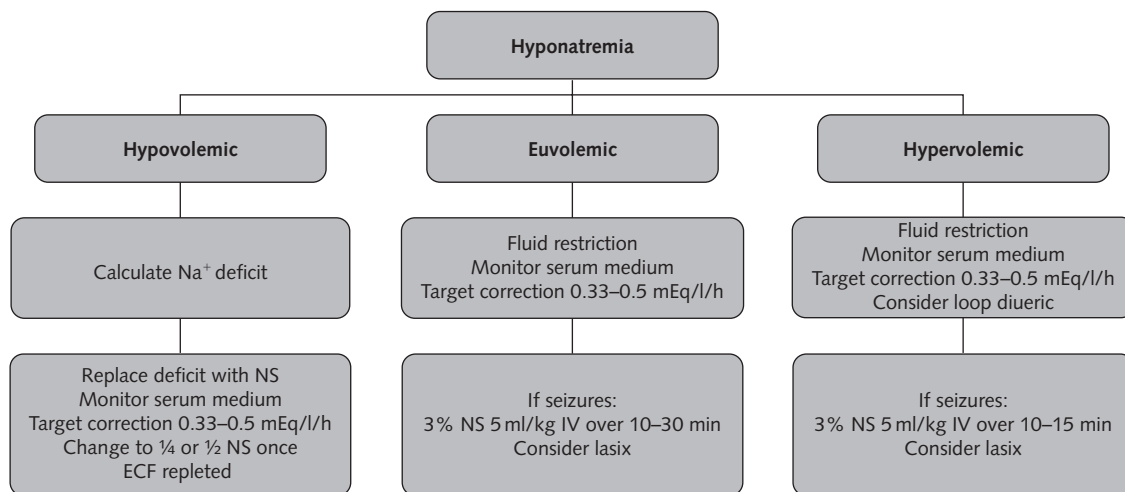 Hyponatremia
Hypovolemic
Euvolemic
Hypervolemic
Calculate Na⁺ deficit
Fluid restriction
Monitor serum medium
Target correction 0.33–0.5 mEq/l/h
Fluid restriction
Monitor serum medium
Target correction 0.33–0.5 mEq/l/h
Consider loop diueric
Replace deficit with NS
Monitor serum medium
Target correction 0.33–0.5 mEq/l/h
Change to ¼ or ½ NS once
ECF repleted
If seizures:
3% NS 5 ml/kg IV over 10–30 min
Consider lasix
If seizures:
3% NS 5 ml/kg IV over 10–15 min
Consider lasix